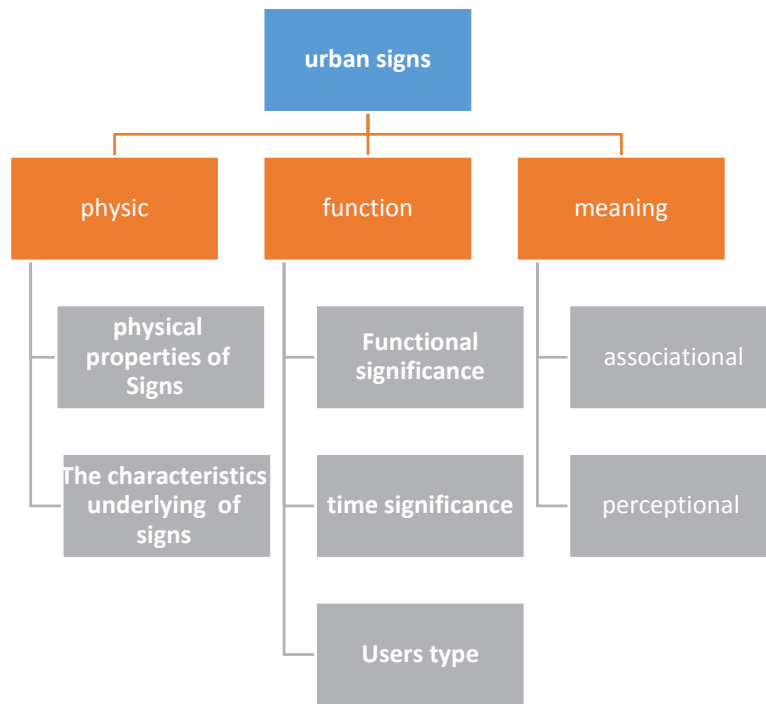 urban signs
physic
function
meaning
physical
properties of
Signs
Functional
significance
associational
The characteristics
underlying of
signs
time significance
perceptional
Users type